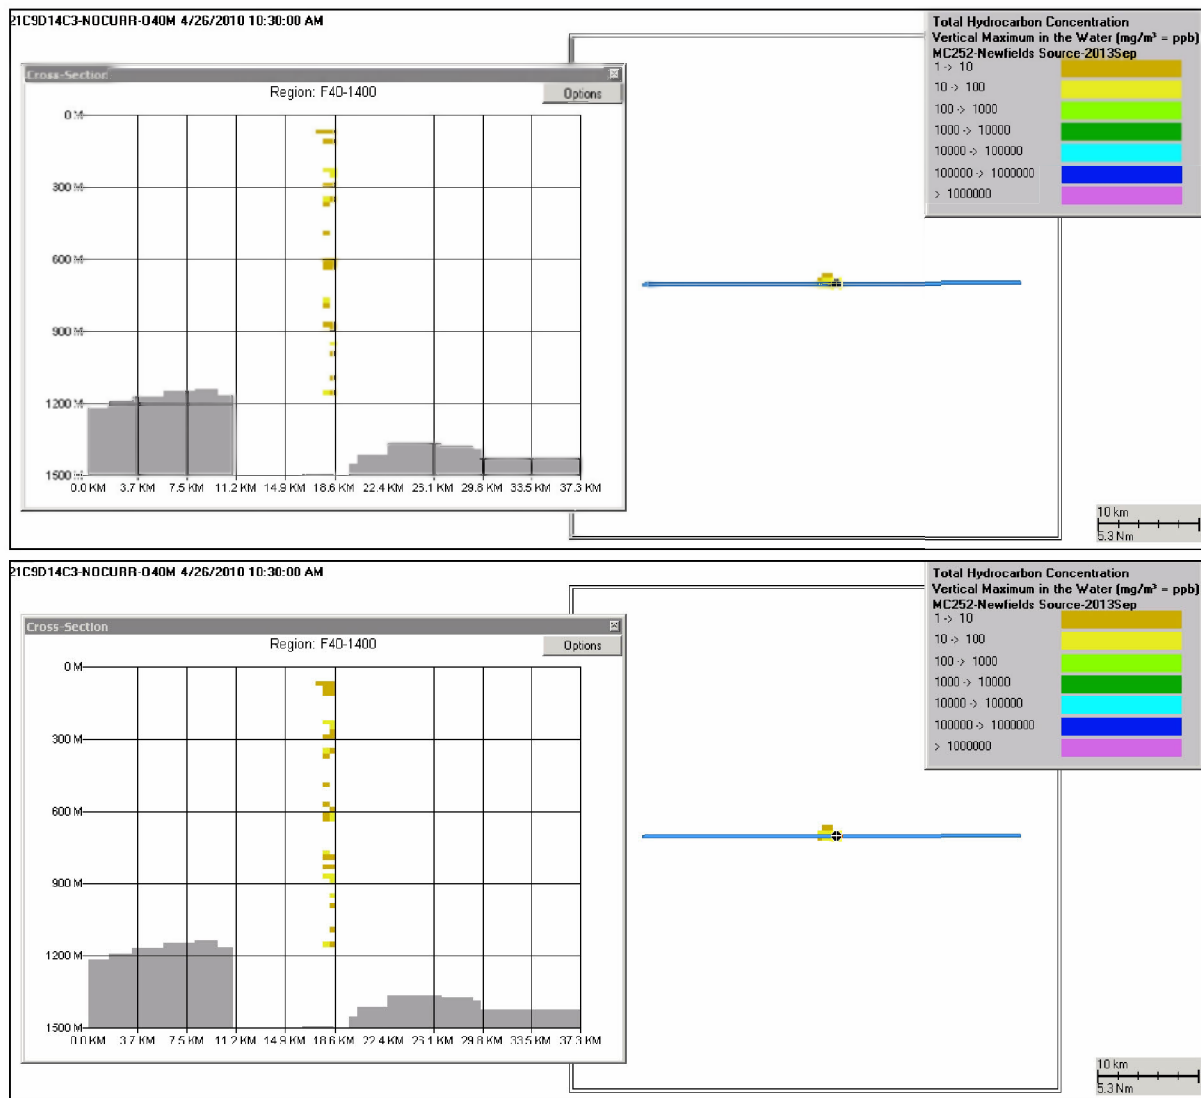 21C9D14C3-NOCURR-O40M 4/26/2010 10:30:00 AM
Total Hydrocarbon Concentration
Vertical Maximum in the Water (mg/m³ = ppb)
MC252-Newfields Source-2013Sep
1 -> 10
10 -> 100
100 -> 1000
1000 -> 10000
10000 -> 100000
100000 -> 1000000
> 1000000
Cross-Section
Region: F40-1400
Options
0 M
300 M
600 M
900 M
1200 M
1500 M
0.0 KM 3.7 KM 7.5 KM 11.2 KM 14.9 KM 18.6 KM 22.4 KM 26.1 KM 29.8 KM 33.5 KM 37.3 KM
10 km
5.3 Nm
21C9D14C3-NOCURR-O40M 4/26/2010 10:30:00 AM
Total Hydrocarbon Concentration
Vertical Maximum in the Water (mg/m³ = ppb)
MC252-Newfields Source-2013Sep
1 -> 10
10 -> 100
100 -> 1000
1000 -> 10000
10000 -> 100000
100000 -> 1000000
> 1000000
Cross-Section
Region: F40-1400
Options
0 M
300 M
600 M
900 M
1200 M
1500 M
0.0 KM 3.7 KM 7.5 KM 11.2 KM 14.9 KM 18.6 KM 22.4 KM 26.1 KM 29.8 KM 33.5 KM 37.3 KM
10 km
5.3 Nm